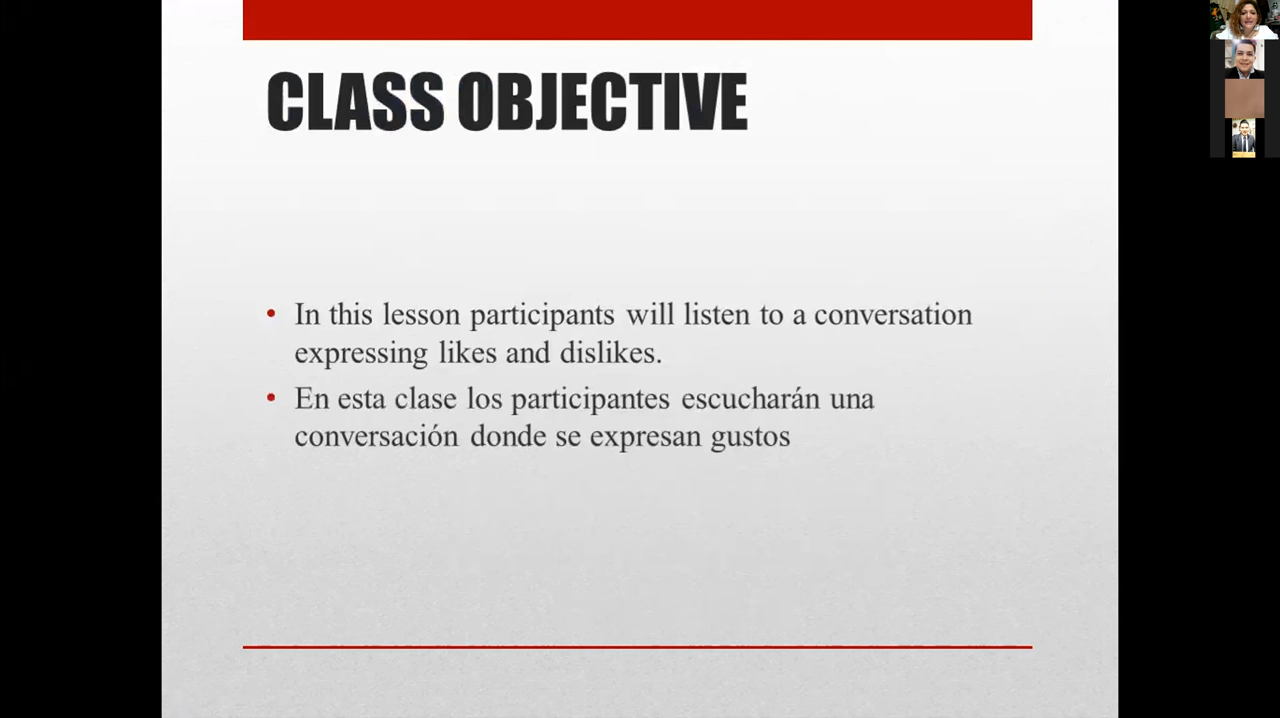 CLASS OBJECTIVE
• In this lesson participants will listen to a conversation
expressing likes and dislikes.
• En esta clase los participantes escucharán una
conversación donde se expresan gustos